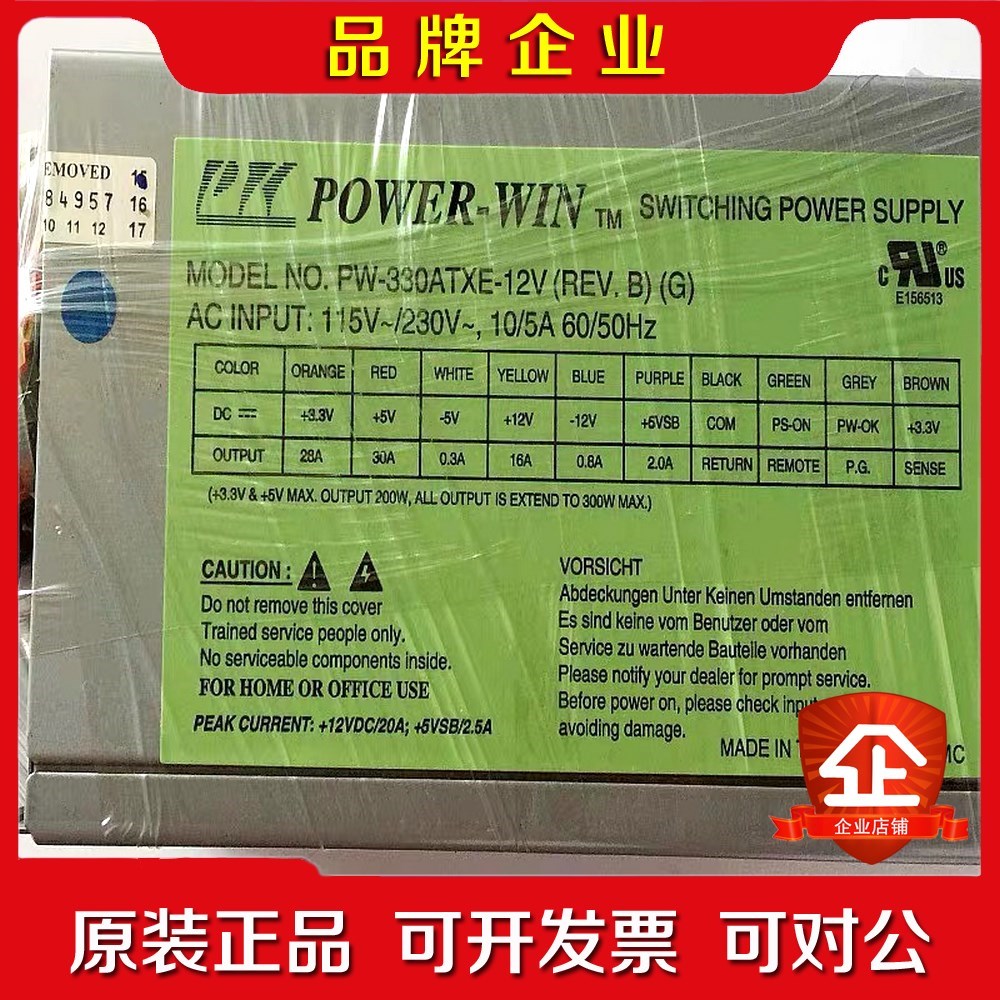 品牌企业
EMOVED 15
84957 16
10 11 12 17
PK POWER-WIN TM SWITCHING POWER SUPPLY
MODEL NO. PW-330ATXE-12V (REV. B) (G)
C RU ® US
E156513
AC INPUT: 115V~/230V~, 10/5A 60/50Hz
COLOR ORANGE RED WHITE YELLOW BLUE PURPLE BLACK GREEN GREY BROWN
DC +3.3V +5V -5V +12V -12V +5VSB COM PS-ON PW-OK +3.3V
OUTPUT 28A 30A 0.3A 16A 0.8A 2.0A RETURN REMOTE P.G. SENSE
(+3.3V & +5V MAX. OUTPUT 200W, ALL OUTPUT IS EXTEND TO 300W MAX.)
CAUTION :
Do not remove this cover
Trained service people only.
No serviceable components inside.
FOR HOME OR OFFICE USE
PEAK CURRENT: +12VDC/20A; +5VSB/2.5A
VORSICHT
Abdeckungen Unter Keinen Umstanden entfernen
Es sind keine vom Benutzer oder vom
Service zu wartende Bauteile vorhanden
Please notify your dealer for prompt service.
Before power on, please check input
avoiding damage.
MADE IN
企
企业店铺
原装正品 可开发票 可对公